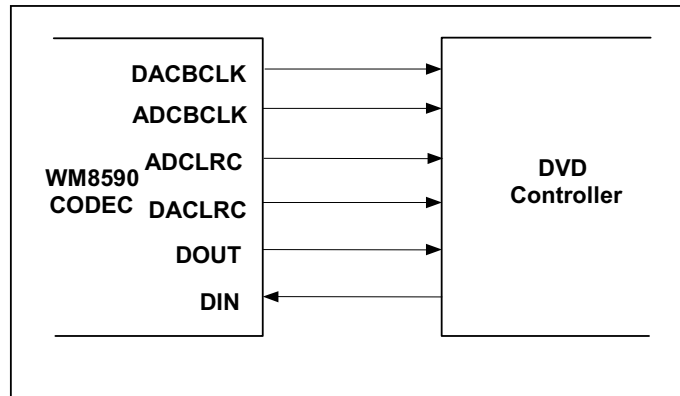 DACBCLK
ADCBCLK
ADCLRC
WM8590
CODEC
DACLRC
DOUT
DIN
DVD
Controller